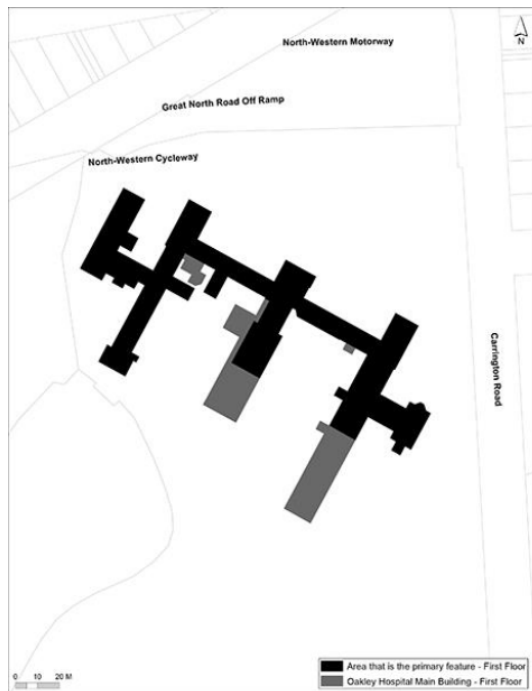 North-Western Motorway
N
Great North Road Off Ramp
North-Western Cycleway
Carrington Road
0 10 20 M
Area that is the primary feature - First Floor
Oakley Hospital Main Building - First Floor